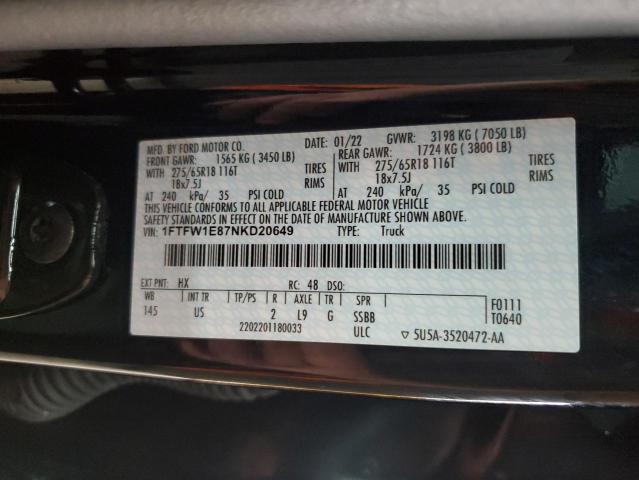 MFD. BY FORD MOTOR CO. 01/22 GVWR: 3198 KG ( 7050 LB)
FRONT GAWR: 1565 KG ( 3450 LB) REAR GAWR: 1724 KG ( 3800 LB)
WITH 275/65R18 116T TIRES WITH 275/65R18 116T TIRES
18x7.5J RIMS 18x7.5J RIMS
AT 240 kPa/ 35 PSI COLD AT 240 kPa/ 35 PSI COLD
THIS VEHICLE CONFORMS TO ALL APPLICABLE FEDERAL MOTOR VEHICLE
SAFETY STANDARDS IN EFFECT ON THE DATE OF MANUFACTURE SHOWN ABOVE.
VIN: 1FTFW1E87NKD20649 TYPE: Truck
EXT PNT: HX RC: 48 DSO:
WB INT TR TP/PS R AXLE TR SPR F0111
145 US 2 L9 G SSBB T0640
2202201180033 ULC ▽ 5U5A-3520472-AA